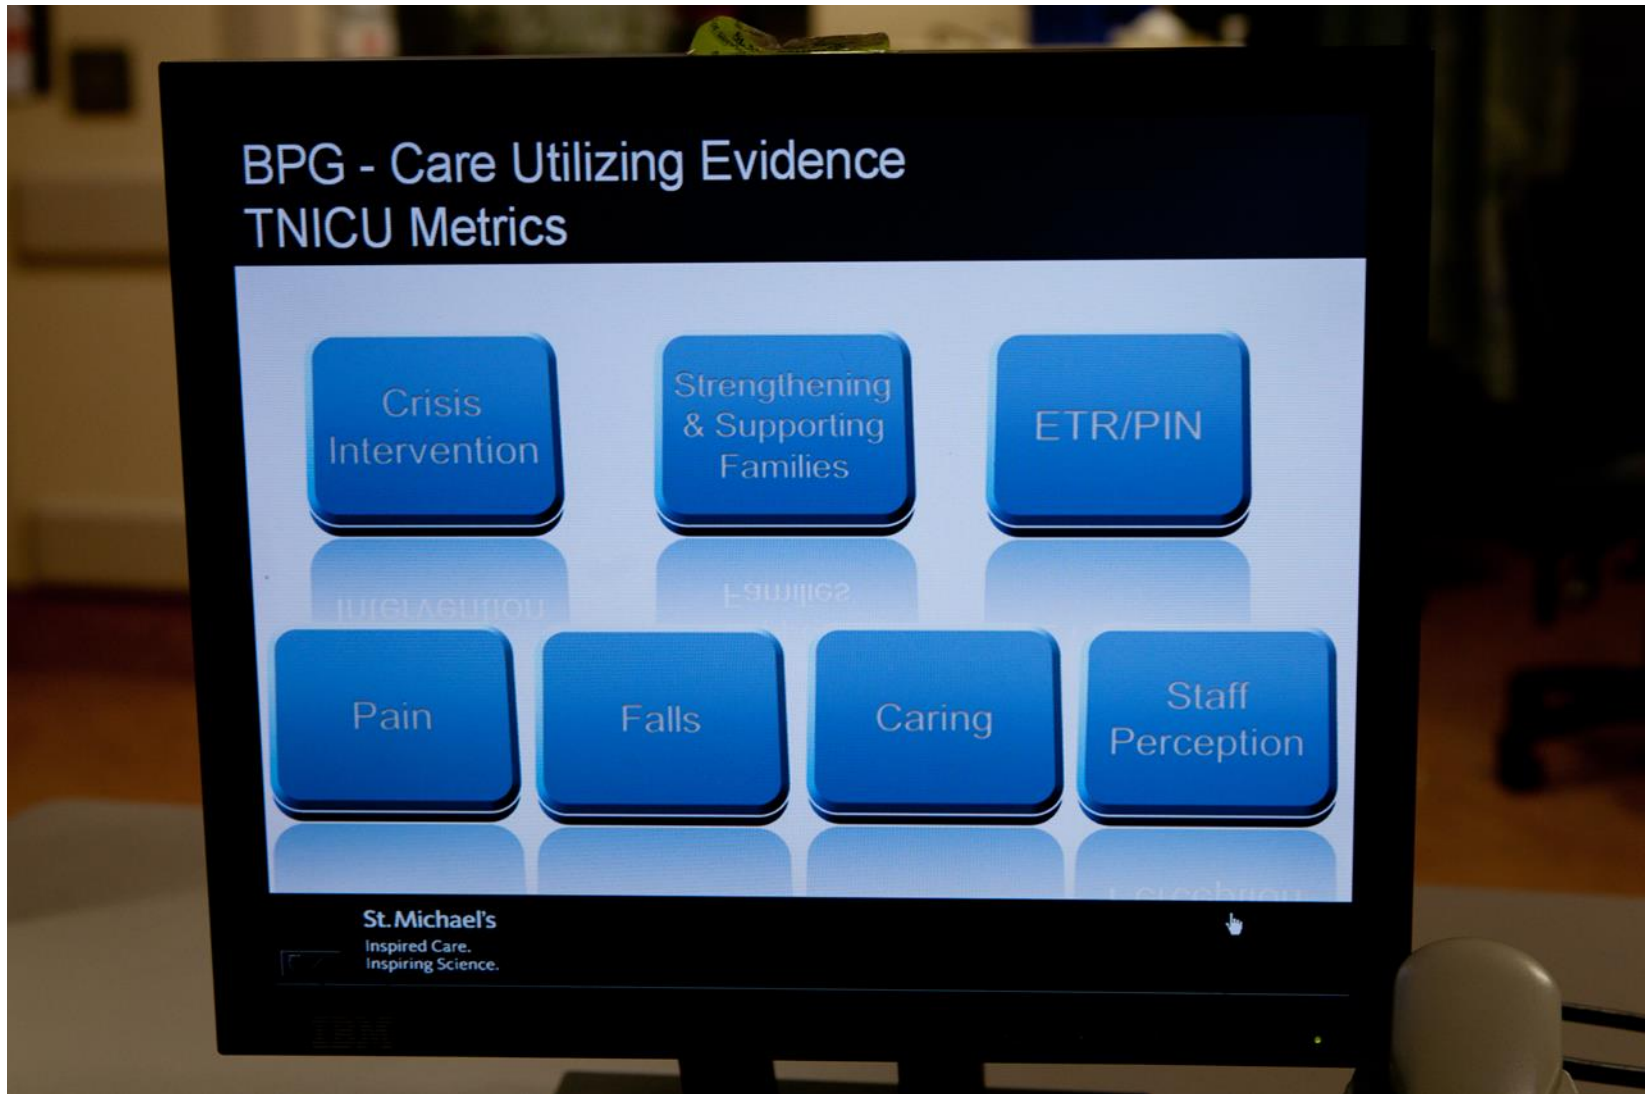 BPG - Care Utilizing Evidence
TNICU Metrics
Crisis
Intervention
Strengthening
& Supporting
Families
ETR/PIN
Pain
Falls
Caring
Staff
Perception
St. Michael's
Inspired Care.
Inspiring Science.
IBM